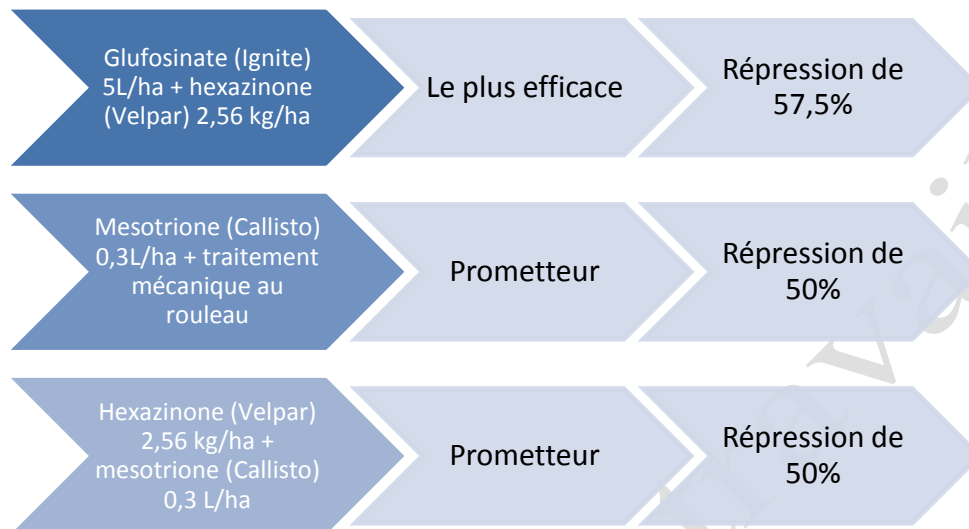 Glufosinate (Ignite)
5L/ha + hexazinone
(Velpar) 2,56 kg/ha
Le plus efficace
Répression de
57,5%
Mesotrione (Callisto)
0,3L/ha + traitement
mécanique au
rouleau
Prometteur
Répression de
50%
Hexazinone (Velpar)
2,56 kg/ha +
mesotrione (Callisto)
0,3 L/ha
Prometteur
Répression de
50%